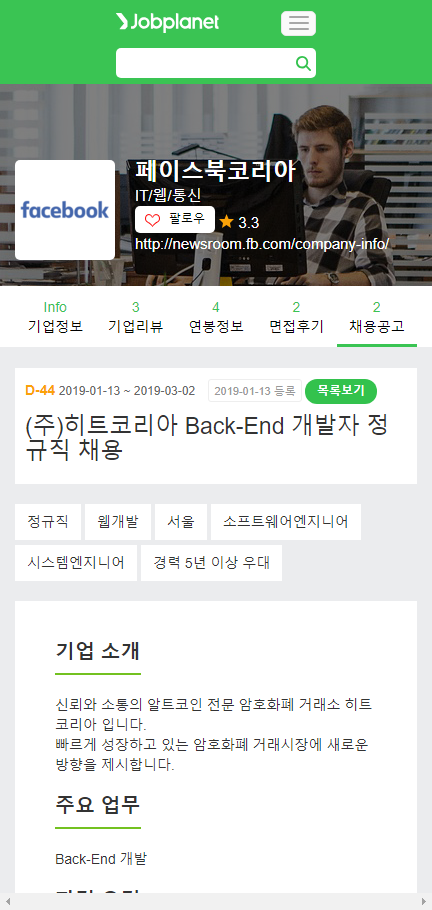 Jobplanet
페이스북코리아
facebook
IT/웹/통신
팔로우 3.3
http://newsroom.fb.com/company-info/
Info 3 4 2 2
기업정보 기업리뷰 연봉정보 면접후기 채용공고
D-44 2019-01-13 ~ 2019-03-02 2019-01-13 등록 목록보기
(주)히트코리아 Back-End 개발자 정
규직 채용
정규직 웹개발 서울 소프트웨어엔지니어
시스템엔지니어 경력 5년 이상 우대
기업 소개
신뢰와 소통의 알트코인 전문 암호화폐 거래소 히트
코리아 입니다.
빠르게 성장하고 있는 암호화폐 거래시장에 새로운
방향을 제시합니다.
주요 업무
Back-End 개발